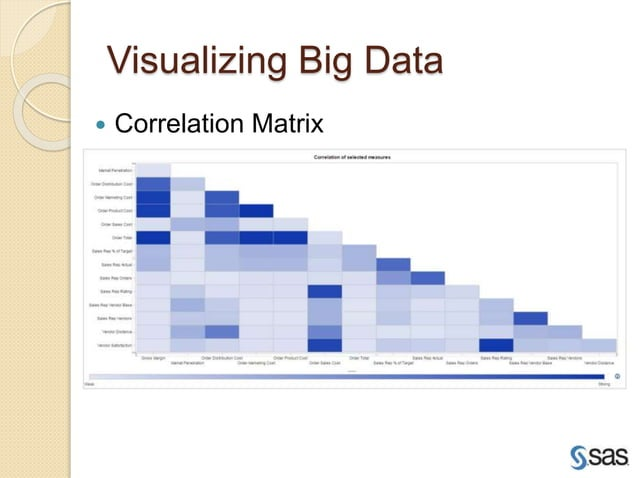 Visualizing Big Data
Correlation Matrix
Correlation of selected measures
Market Penetration
Order Distribution Cost
Order Marketing Cost
Order Product Cost
Order Sales Cost
Order Total
Sales Rep % of Target
Sales Rep Actual
Sales Rep Orders
Sales Rep Rating
Sales Rep Vendor Base
Sales Rep Vendors
Vendor Distance
Vendor Satisfaction
Gross Margin Order Distribution Cost Order Product Cost Order Total Sales Rep Actual Sales Rep Rating Sales Rep Vendors
Market Penetration Order Marketing Cost Order Sales Cost Sales Rep % of Target Sales Rep Orders Sales Rep Vendor Base Vendor Distance
Weak Strong
sas